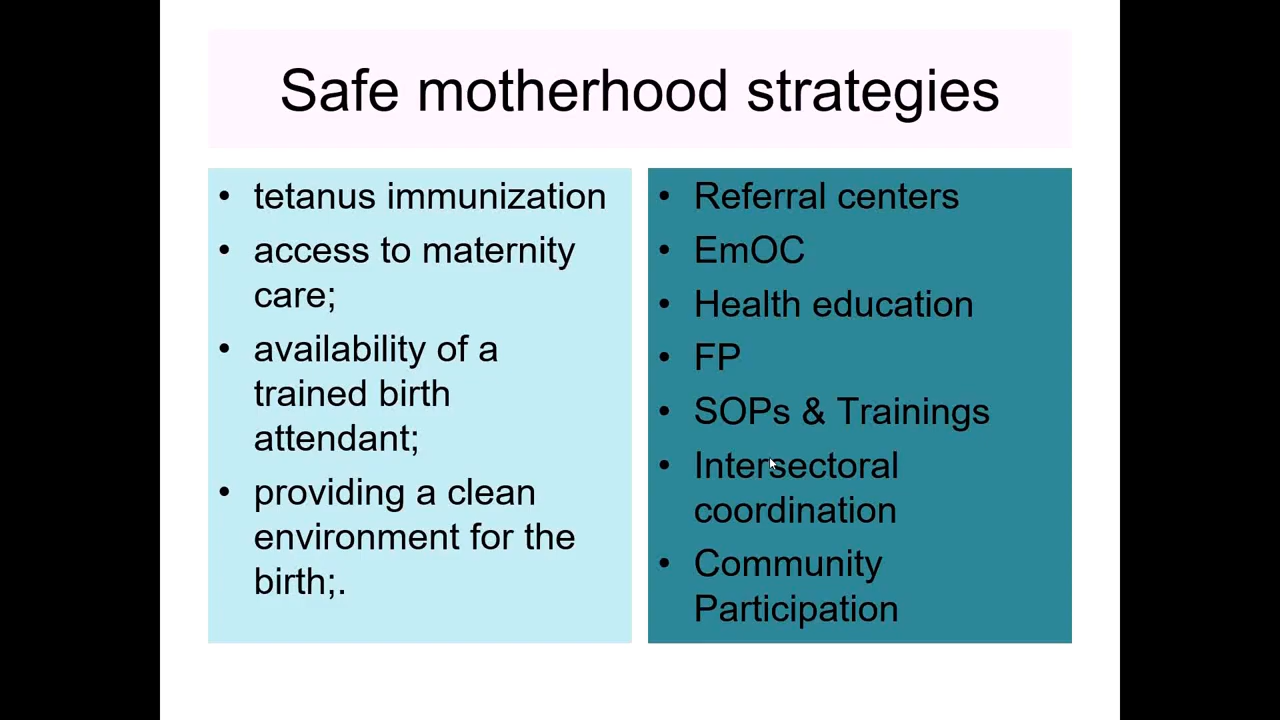 Safe motherhood strategies
• tetanus immunization
• access to maternity
care;
• availability of a
trained birth
attendant;
• providing a clean
environment for the
birth;.
• Referral centers
• EmOC
• Health education
• FP
• SOPs & Trainings
• Intersectoral
coordination
• Community
Participation